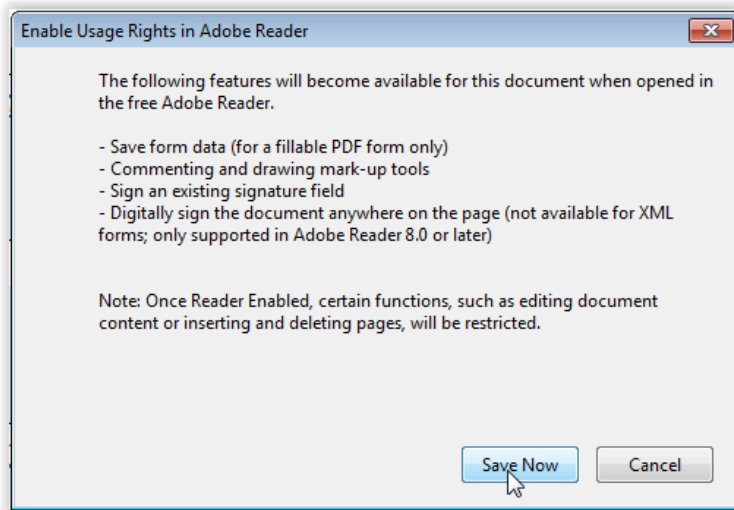 Enable Usage Rights in Adobe Reader
The following features will become available for this document when opened in
the free Adobe Reader.
- Save form data (for a fillable PDF form only)
- Commenting and drawing mark-up tools
- Sign an existing signature field
- Digitally sign the document anywhere on the page (not available for XML
forms; only supported in Adobe Reader 8.0 or later)
Note: Once Reader Enabled, certain functions, such as editing document
content or inserting and deleting pages, will be restricted.
Save Now
Cancel